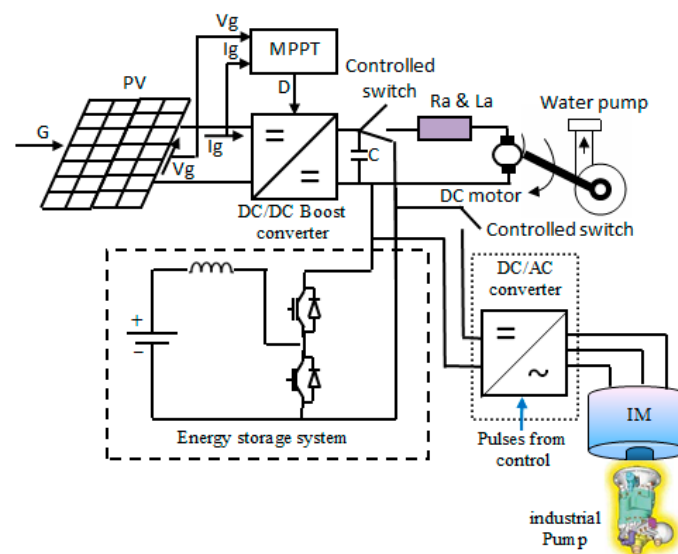 Vg
Ig
MPPT
PV
D
Controlled
switch
Ra & La
Water pump
G
Ig
Vg
C
DC motor
DC/DC Boost
converter
Controlled switch
DC/AC
converter
+
−
Energy storage system
~
Pulses from
control
IM
industrial
Pump